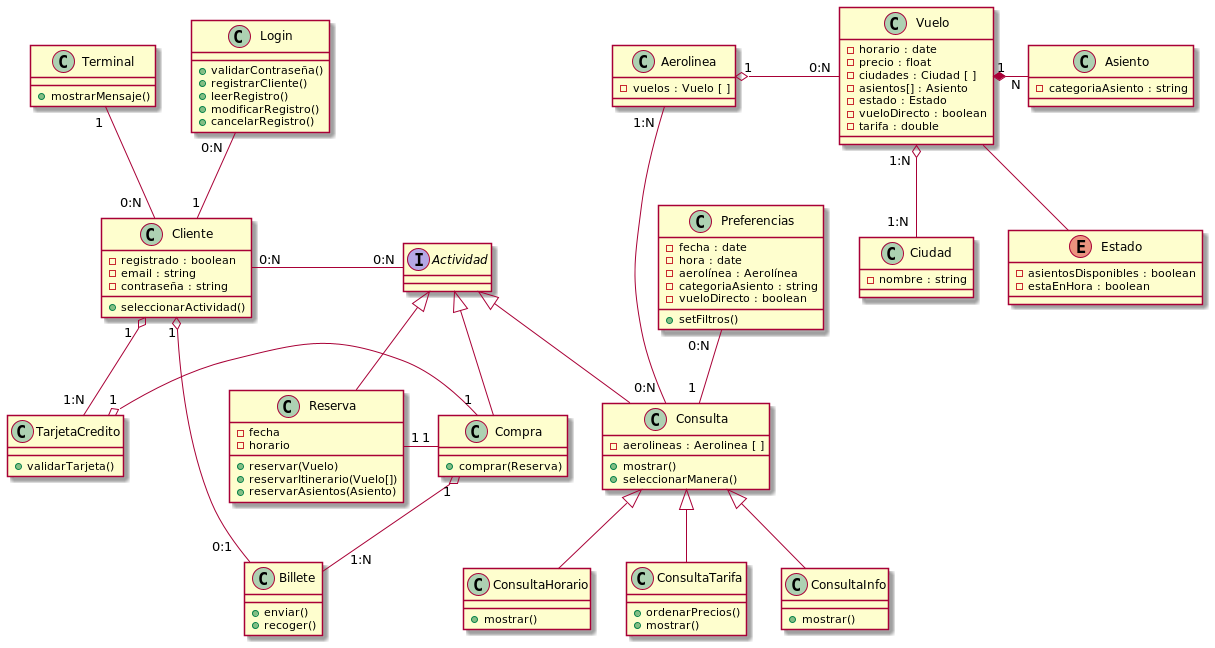 C Terminal
mostrarMensaje()
C Login
validarContraseña()
registrarCliente()
leerRegistro()
modificarRegistro()
cancelarRegistro()
C Aerolinea
vuelos : Vuelo [ ]
C Vuelo
horario : date
precio : float
ciudades : Ciudad [ ]
asientos[] : Asiento
estado : Estado
vueloDirecto : boolean
tarifa : double
C Asiento
categoriaAsiento : string
1
0:N
1
N
1
0:N
0:N
1
1:N
1:N
1:N
C Cliente
registrado : boolean
email : string
contraseña : string
seleccionarActividad()
0:N
0:N
I Actividad
C Preferencias
fecha : date
hora : date
aerolínea : Aerolínea
categoriaAsiento : string
vueloDirecto : boolean
setFiltros()
C Ciudad
nombre : string
E Estado
asientosDisponibles : boolean
estaEnHora : boolean
1
1
0:N
1:N
1
1
0:N
1
C TarjetaCredito
validarTarjeta()
C Reserva
fecha
horario
reservar(Vuelo)
reservarItinerario(Vuelo[])
reservarAsientos(Asiento)
1 1
C Compra
comprar(Reserva)
C Consulta
aerolineas : Aerolinea [ ]
mostrar()
seleccionarManera()
1
0:1
1:N
C Billete
enviar()
recoger()
C ConsultaHorario
mostrar()
C ConsultaTarifa
ordenarPrecios()
mostrar()
C ConsultaInfo
mostrar()